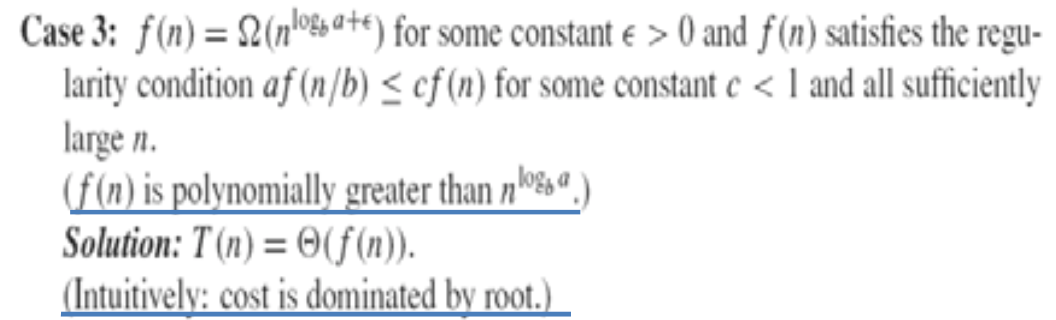 Case 3: f(n) = Ω(n^{log_b a+ϵ}) for some constant ϵ > 0 and f(n) satisfies the regu-
larity condition af(n/b) ≤ cf(n) for some constant c < 1 and all sufficiently
large n.
(f(n) is polynomially greater than n^{log_b a}.)
Solution: T(n) = Θ(f(n)).
(Intuitively: cost is dominated by root.)